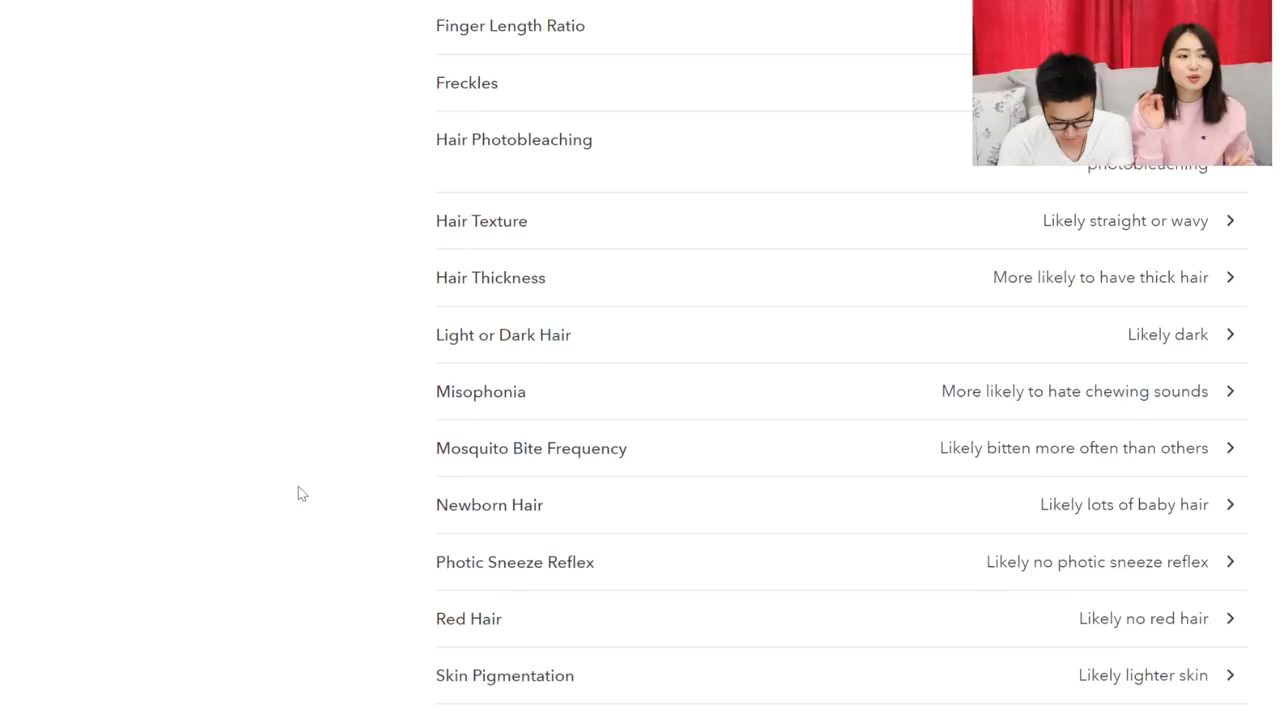 Finger Length Ratio
Freckles
Hair Photobleaching
photobleaching
Hair Texture Likely straight or wavy
Hair Thickness More likely to have thick hair
Light or Dark Hair Likely dark
Misophonia More likely to hate chewing sounds
Mosquito Bite Frequency Likely bitten more often than others
Newborn Hair Likely lots of baby hair
Photic Sneeze Reflex Likely no photic sneeze reflex
Red Hair Likely no red hair
Skin Pigmentation Likely lighter skin